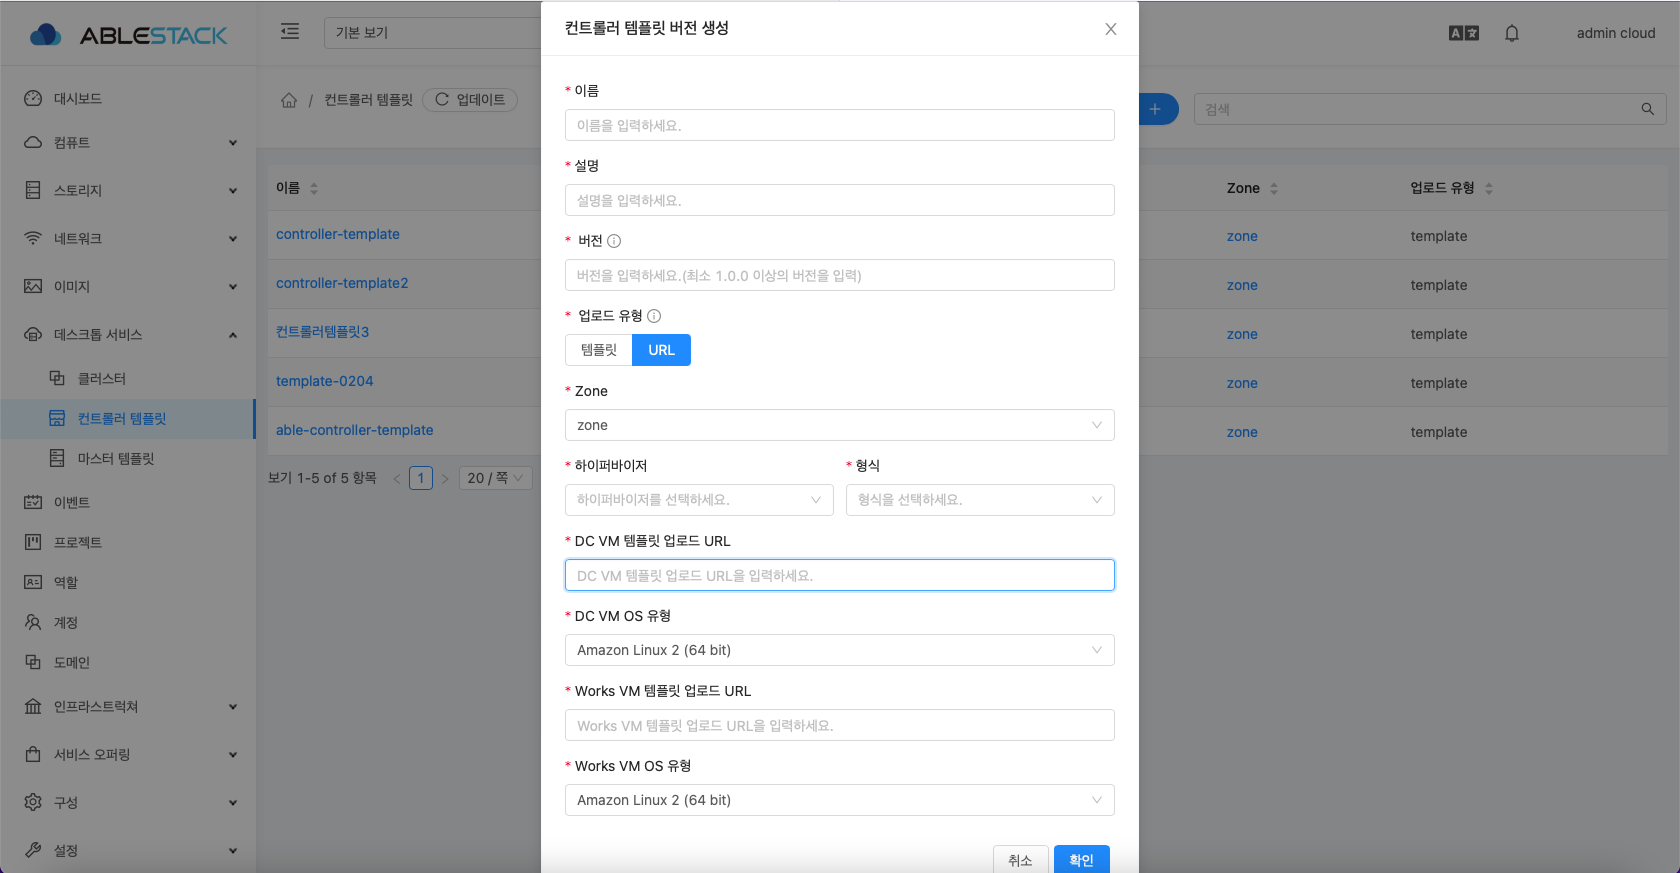 ABLESTACK
기본 보기
admin cloud
대시보드
컴퓨트
스토리지
네트워크
이미지
데스크톱 서비스
클러스터
컨트롤러 템플릿
마스터 템플릿
이벤트
프로젝트
역할
계정
도메인
인프라스트럭쳐
서비스 오퍼링
구성
설정
/ 컨트롤러 템플릿 업데이트
검색
이름 Zone 업로드 유형
controller-template zone template
controller-template2 zone template
컨트롤러템플릿3 zone template
template-0204 zone template
able-controller-template zone template
보기 1-5 of 5 항목 < 1 > 20 / 쪽
컨트롤러 템플릿 버전 생성
* 이름
이름을 입력하세요.
* 설명
설명을 입력하세요.
* 버전
버전을 입력하세요.(최소 1.0.0 이상의 버전을 입력)
* 업로드 유형
템플릿 URL
* Zone
zone
* 하이퍼바이저 * 형식
하이퍼바이저를 선택하세요. 형식을 선택하세요.
* DC VM 템플릿 업로드 URL
DC VM 템플릿 업로드 URL을 입력하세요.
* DC VM OS 유형
Amazon Linux 2 (64 bit)
* Works VM 템플릿 업로드 URL
Works VM 템플릿 업로드 URL을 입력하세요.
* Works VM OS 유형
Amazon Linux 2 (64 bit)
취소 확인